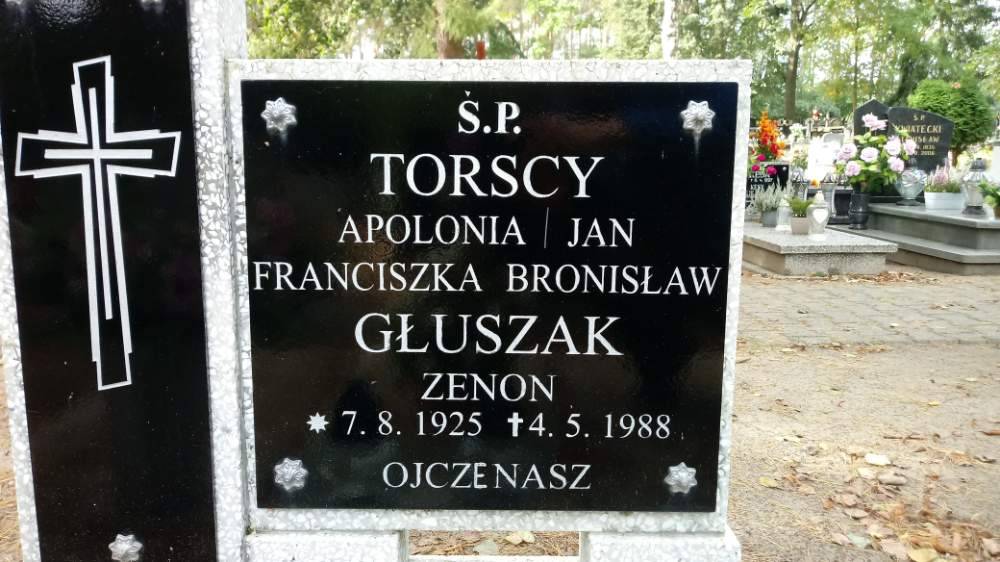 Ś.P.
TORSCY
APOLONIA / JAN
FRANCISZKA BRONISŁAW
GŁUSZAK
ZENON
* 7. 8. 1925 ✝ 4. 5. 1988
OJCZENASZ
Ś.P.